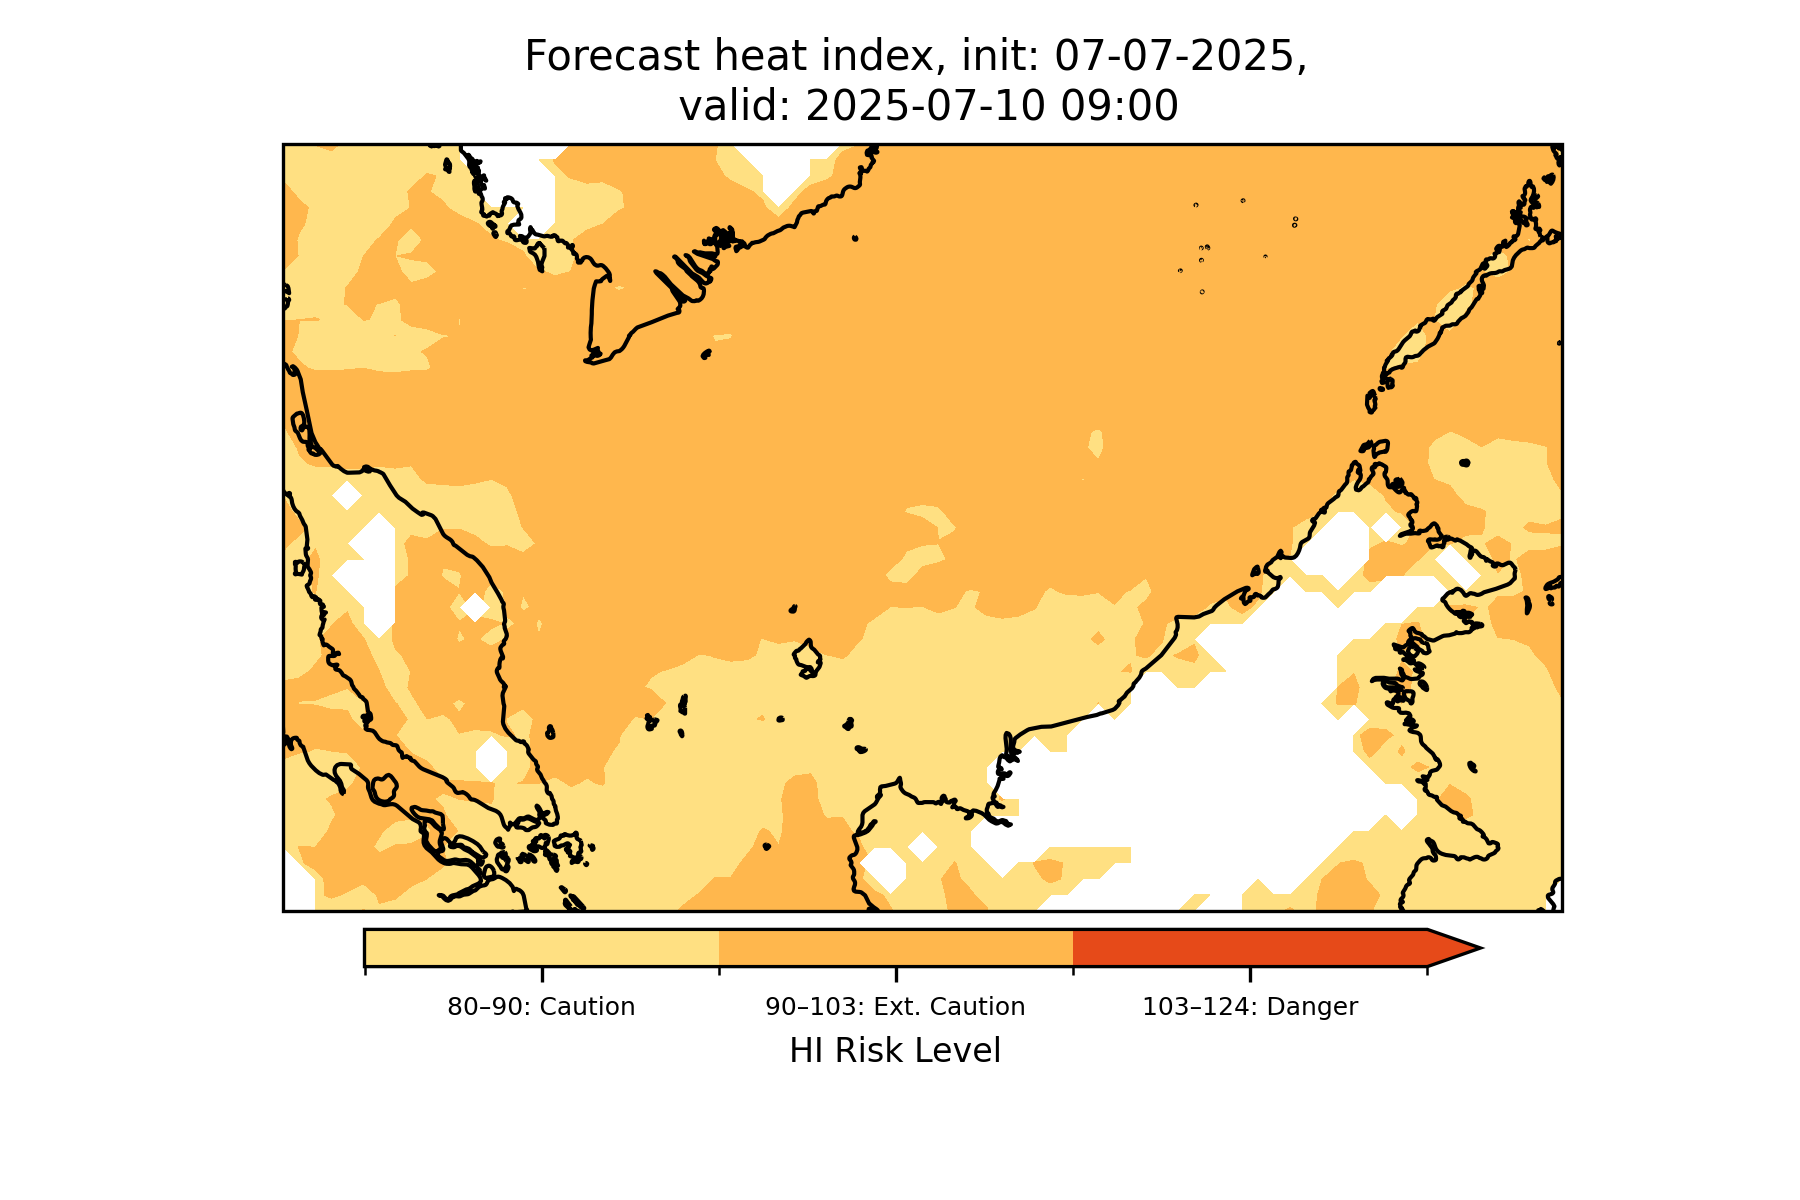 Forecast heat index, init: 07-07-2025,
valid: 2025-07-10 09:00
80–90: Caution
90–103: Ext. Caution
103–124: Danger
HI Risk Level